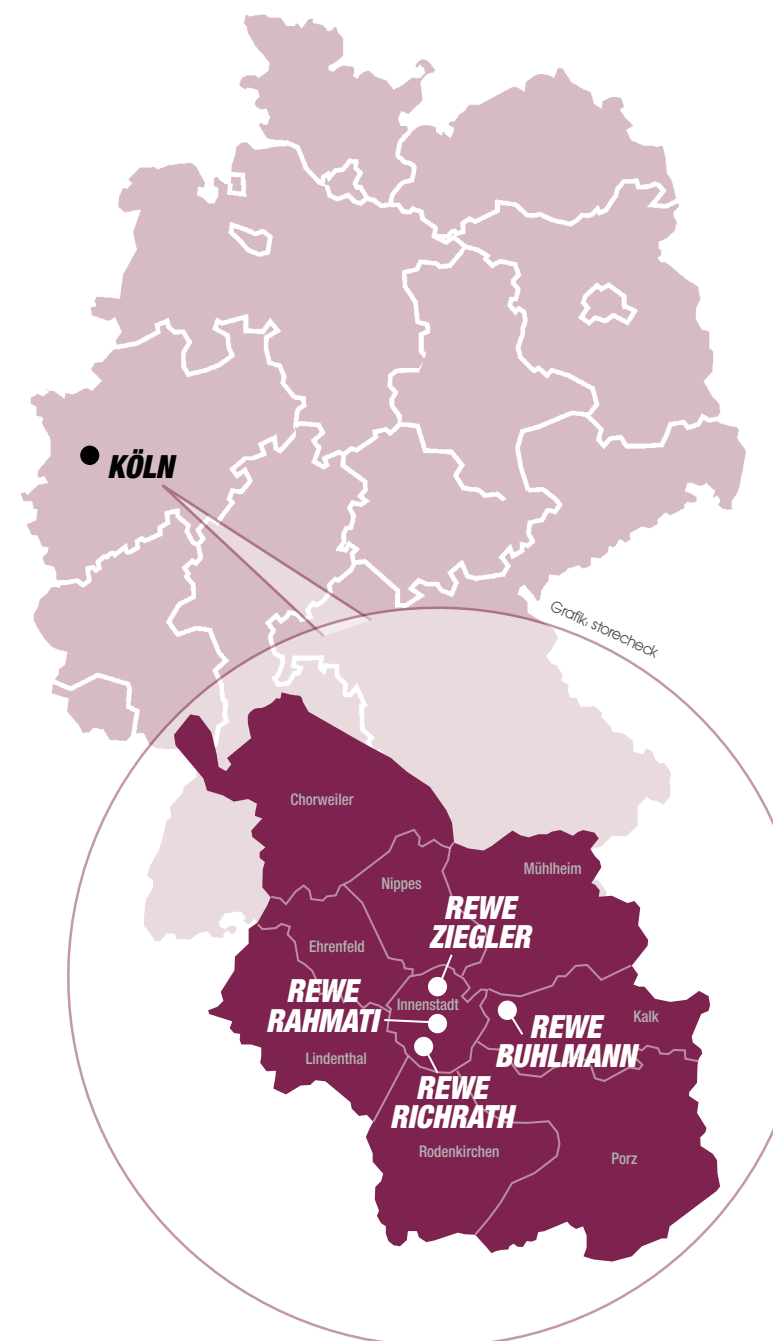 KÖLN
Grafik: storecheck
Chorweiler
Mühlheim
Nippes
REWE
ZIEGLER
Ehrenfeld
REWE
RAHMATI
Innenstadt
Kalk
REWE
BUHLMANN
Lindenthal
REWE
RICHRATH
Rodenkirchen
Porz